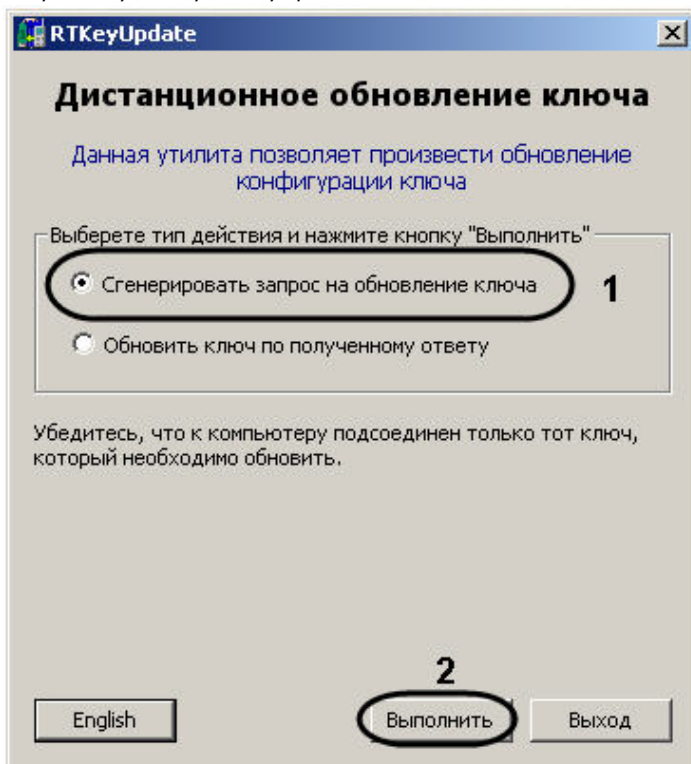 RTKeyUpdate
Дистанционное обновление ключа
Данная утилита позволяет произвести обновление
конфигурации ключа
Выберете тип действия и нажмите кнопку "Выполнить"
Сгенерировать запрос на обновление ключа
1
Обновить ключ по полученному ответу
Убедитесь, что к компьютеру подсоединен только тот ключ,
который необходимо обновить.
2
English
Выполнить
Выход